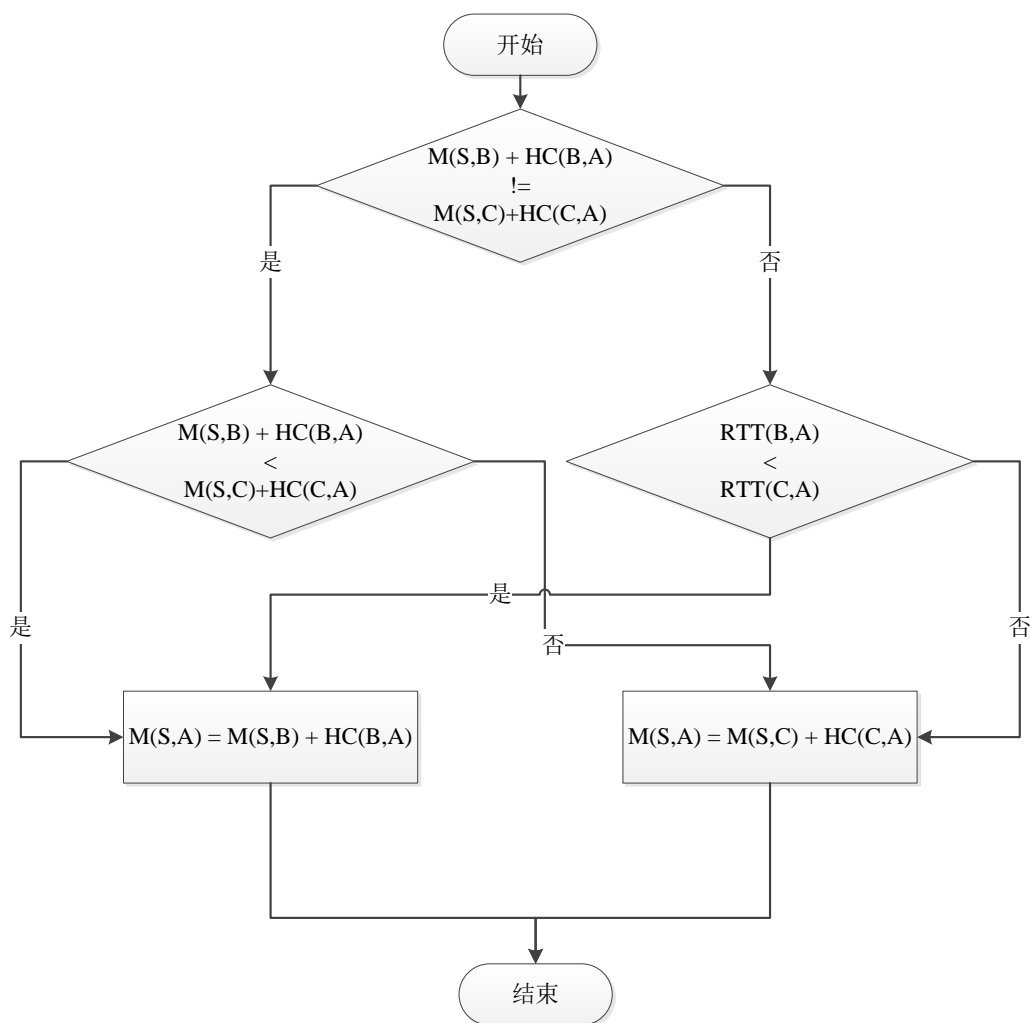 开始
M(S,B) + HC(B,A)
!=
M(S,C)+HC(C,A)
是
否
M(S,B) + HC(B,A)
<
M(S,C)+HC(C,A)
RTT(B,A)
<
RTT(C,A)
是
是
否
否
M(S,A) = M(S,B) + HC(B,A)
M(S,A) = M(S,C) + HC(C,A)
结束